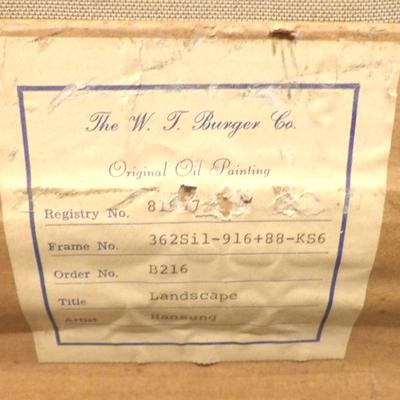 The W. T. Burger Co.
Original Oil Painting
Registry No.
Frame No. 362Sil-916+88-KS6
Order No. B216
Title Landscape
Artist Hansung